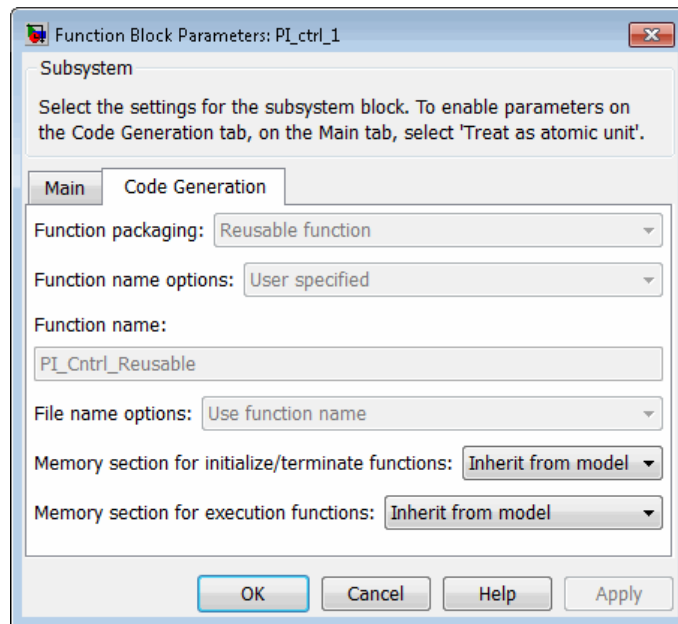 Function Block Parameters: PI_ctrl_1
Subsystem
Select the settings for the subsystem block. To enable parameters on
the Code Generation tab, on the Main tab, select 'Treat as atomic unit'.
Main Code Generation
Function packaging: Reusable function
Function name options: User specified
Function name:
PI_Cntrl_Reusable
File name options: Use function name
Memory section for initialize/terminate functions: Inherit from model
Memory section for execution functions: Inherit from model
OK Cancel Help Apply